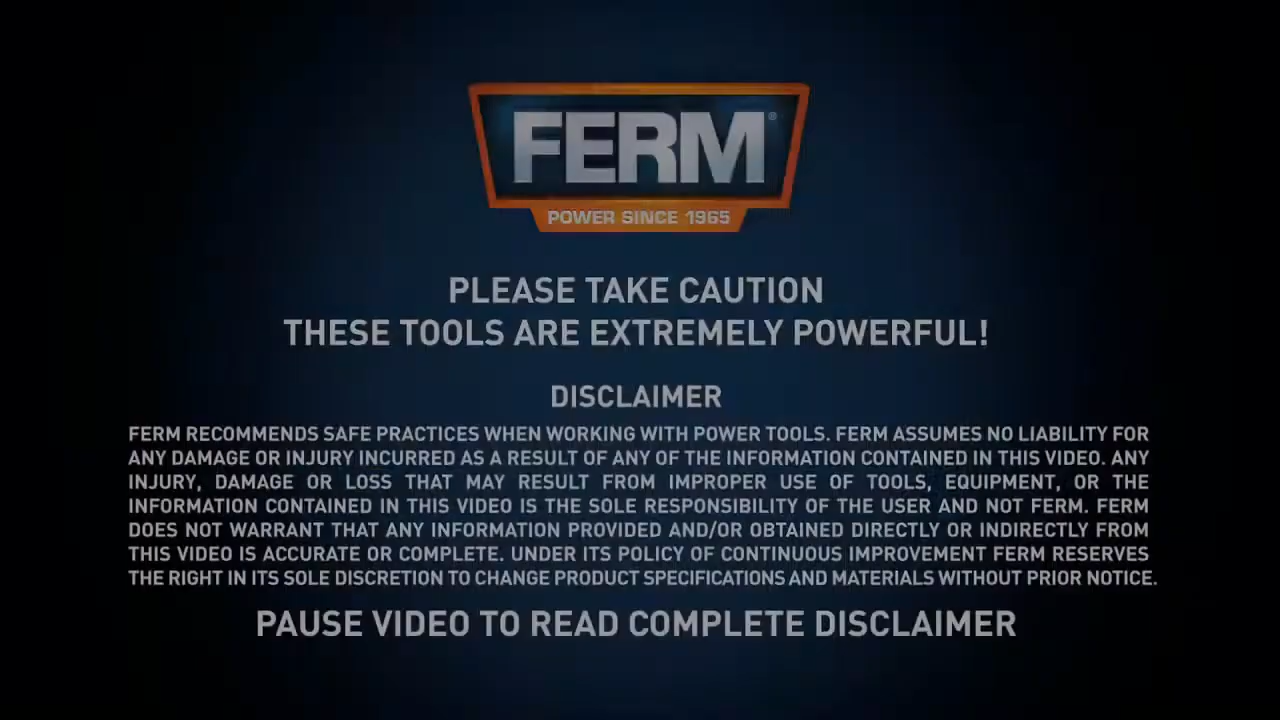 FERM®
POWER SINCE 1965
PLEASE TAKE CAUTION
THESE TOOLS ARE EXTREMELY POWERFUL!
DISCLAIMER
FERM RECOMMENDS SAFE PRACTICES WHEN WORKING WITH POWER TOOLS. FERM ASSUMES NO LIABILITY FOR
ANY DAMAGE OR INJURY INCURRED AS A RESULT OF ANY OF THE INFORMATION CONTAINED IN THIS VIDEO. ANY
INJURY, DAMAGE OR LOSS THAT MAY RESULT FROM IMPROPER USE OF TOOLS, EQUIPMENT, OR THE
INFORMATION CONTAINED IN THIS VIDEO IS THE SOLE RESPONSIBILITY OF THE USER AND NOT FERM. FERM
DOES NOT WARRANT THAT ANY INFORMATION PROVIDED AND/OR OBTAINED DIRECTLY OR INDIRECTLY FROM
THIS VIDEO IS ACCURATE OR COMPLETE. UNDER ITS POLICY OF CONTINUOUS IMPROVEMENT FERM RESERVES
THE RIGHT IN ITS SOLE DISCRETION TO CHANGE PRODUCT SPECIFICATIONS AND MATERIALS WITHOUT PRIOR NOTICE.
PAUSE VIDEO TO READ COMPLETE DISCLAIMER